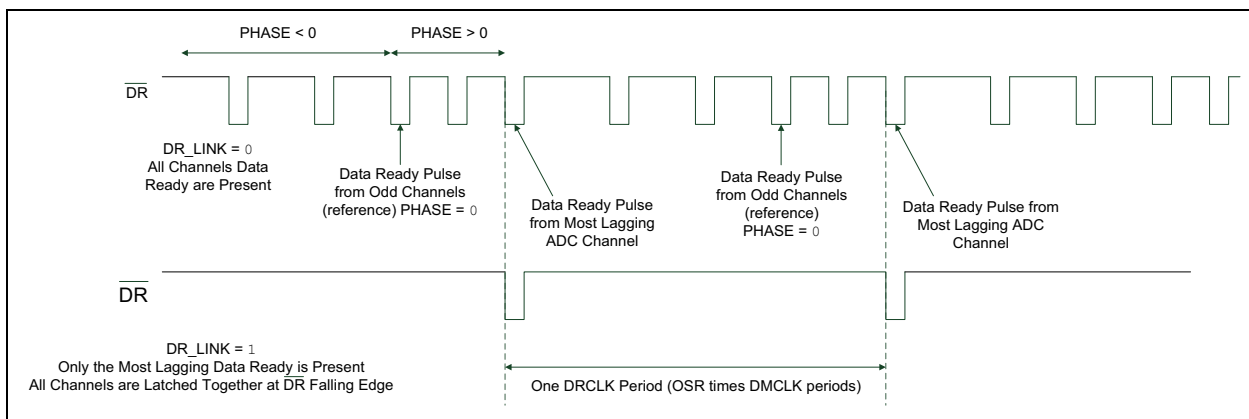 PHASE < 0
PHASE > 0
DR
DR_LINK = 0
All Channels Data
Ready are Present
Data Ready Pulse
from Odd Channels
(reference) PHASE = 0
Data Ready Pulse
from Most Lagging
ADC Channel
Data Ready Pulse
from Odd Channels
(reference)
PHASE = 0
Data Ready Pulse from
Most Lagging ADC
Channel
DR
DR_LINK = 1
Only the Most Lagging Data Ready is Present
All Channels are Latched Together at DR Falling Edge
One DRCLK Period (OSR times DMCLK periods)